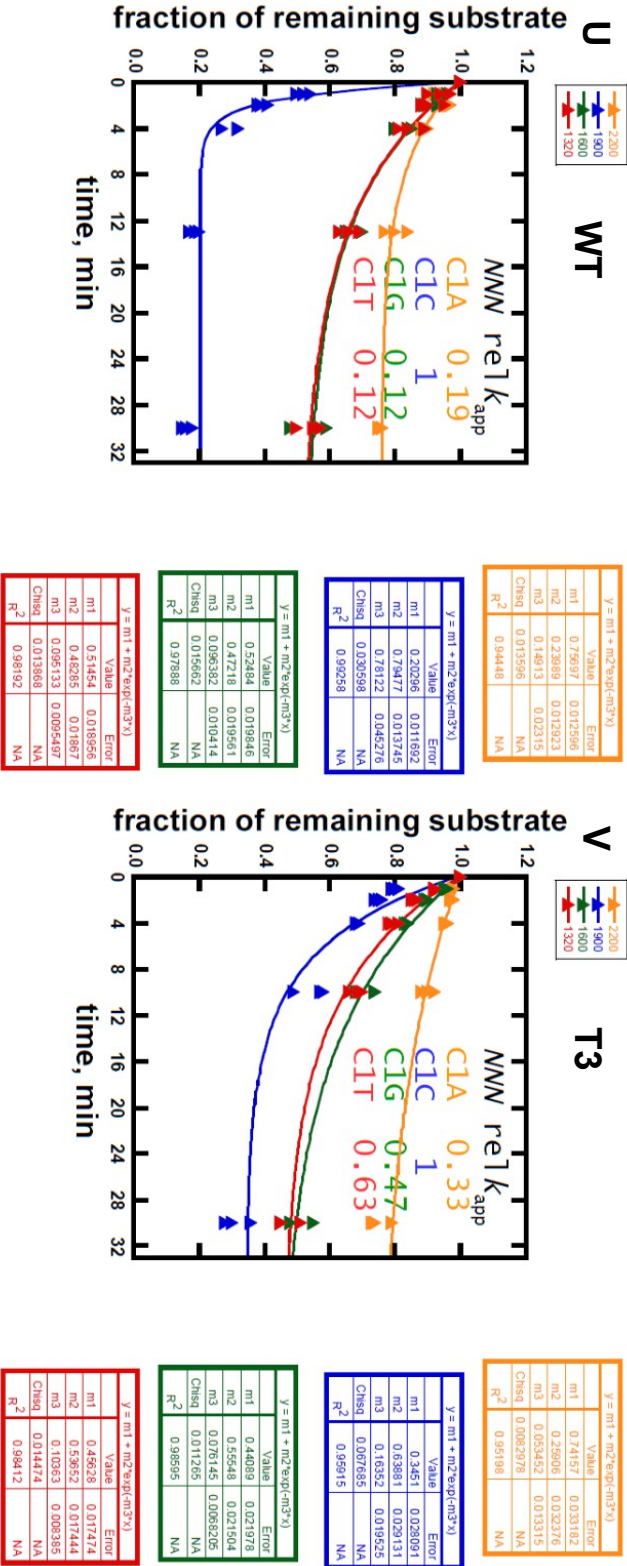 U
WT
2200
1900
1600
1320
fraction of remaining substrate
0.0 0.2 0.4 0.6 0.8 1.0 1.2
0 4 8 12 16 20 24 28 32
time, min
NNN relk app
C1A 0.19
C1C 1
C1G 0.12
C1T 0.12
y = m1 + m2*exp(-m3*x)
Value Error
m1 0.75697 0.012596
m2 0.23989 0.012923
m3 0.14913 0.02315
Chisq 0.013596 NA
R² 0.94448 NA
y = m1 + m2*exp(-m3*x)
Value Error
m1 0.20296 0.011692
m2 0.79477 0.013745
m3 0.78122 0.045276
Chisq 0.030598 NA
R² 0.99258 NA
y = m1 + m2*exp(-m3*x)
Value Error
m1 0.52484 0.019846
m2 0.47218 0.019561
m3 0.096382 0.010414
Chisq 0.015662 NA
R² 0.97888 NA
y = m1 + m2*exp(-m3*x)
Value Error
m1 0.51454 0.018956
m2 0.48285 0.01867
m3 0.095133 0.0095497
Chisq 0.013868 NA
R² 0.98192 NA
V
T3
2200
1900
1600
1320
fraction of remaining substrate
0.0 0.2 0.4 0.6 0.8 1.0 1.2
0 4 8 12 16 20 24 28 32
time, min
NNN relk app
C1A 0.33
C1C 1
C1G 0.47
C1T 0.63
y = m1 + m2*exp(-m3*x)
Value Error
m1 0.74157 0.033182
m2 0.25906 0.032376
m3 0.053452 0.013315
Chisq 0.0082978 NA
R² 0.95198 NA
y = m1 + m2*exp(-m3*x)
Value Error
m1 0.3451 0.028091
m2 0.63881 0.029131
m3 0.16352 0.019525
Chisq 0.067685 NA
R² 0.95915 NA
y = m1 + m2*exp(-m3*x)
Value Error
m1 0.44089 0.021978
m2 0.55548 0.021504
m3 0.076145 0.0068205
Chisq 0.011265 NA
R² 0.98595 NA
y = m1 + m2*exp(-m3*x)
Value Error
m1 0.45628 0.017474
m2 0.53652 0.017444
m3 0.10363 0.008385
Chisq 0.014474 NA
R² 0.98412 NA